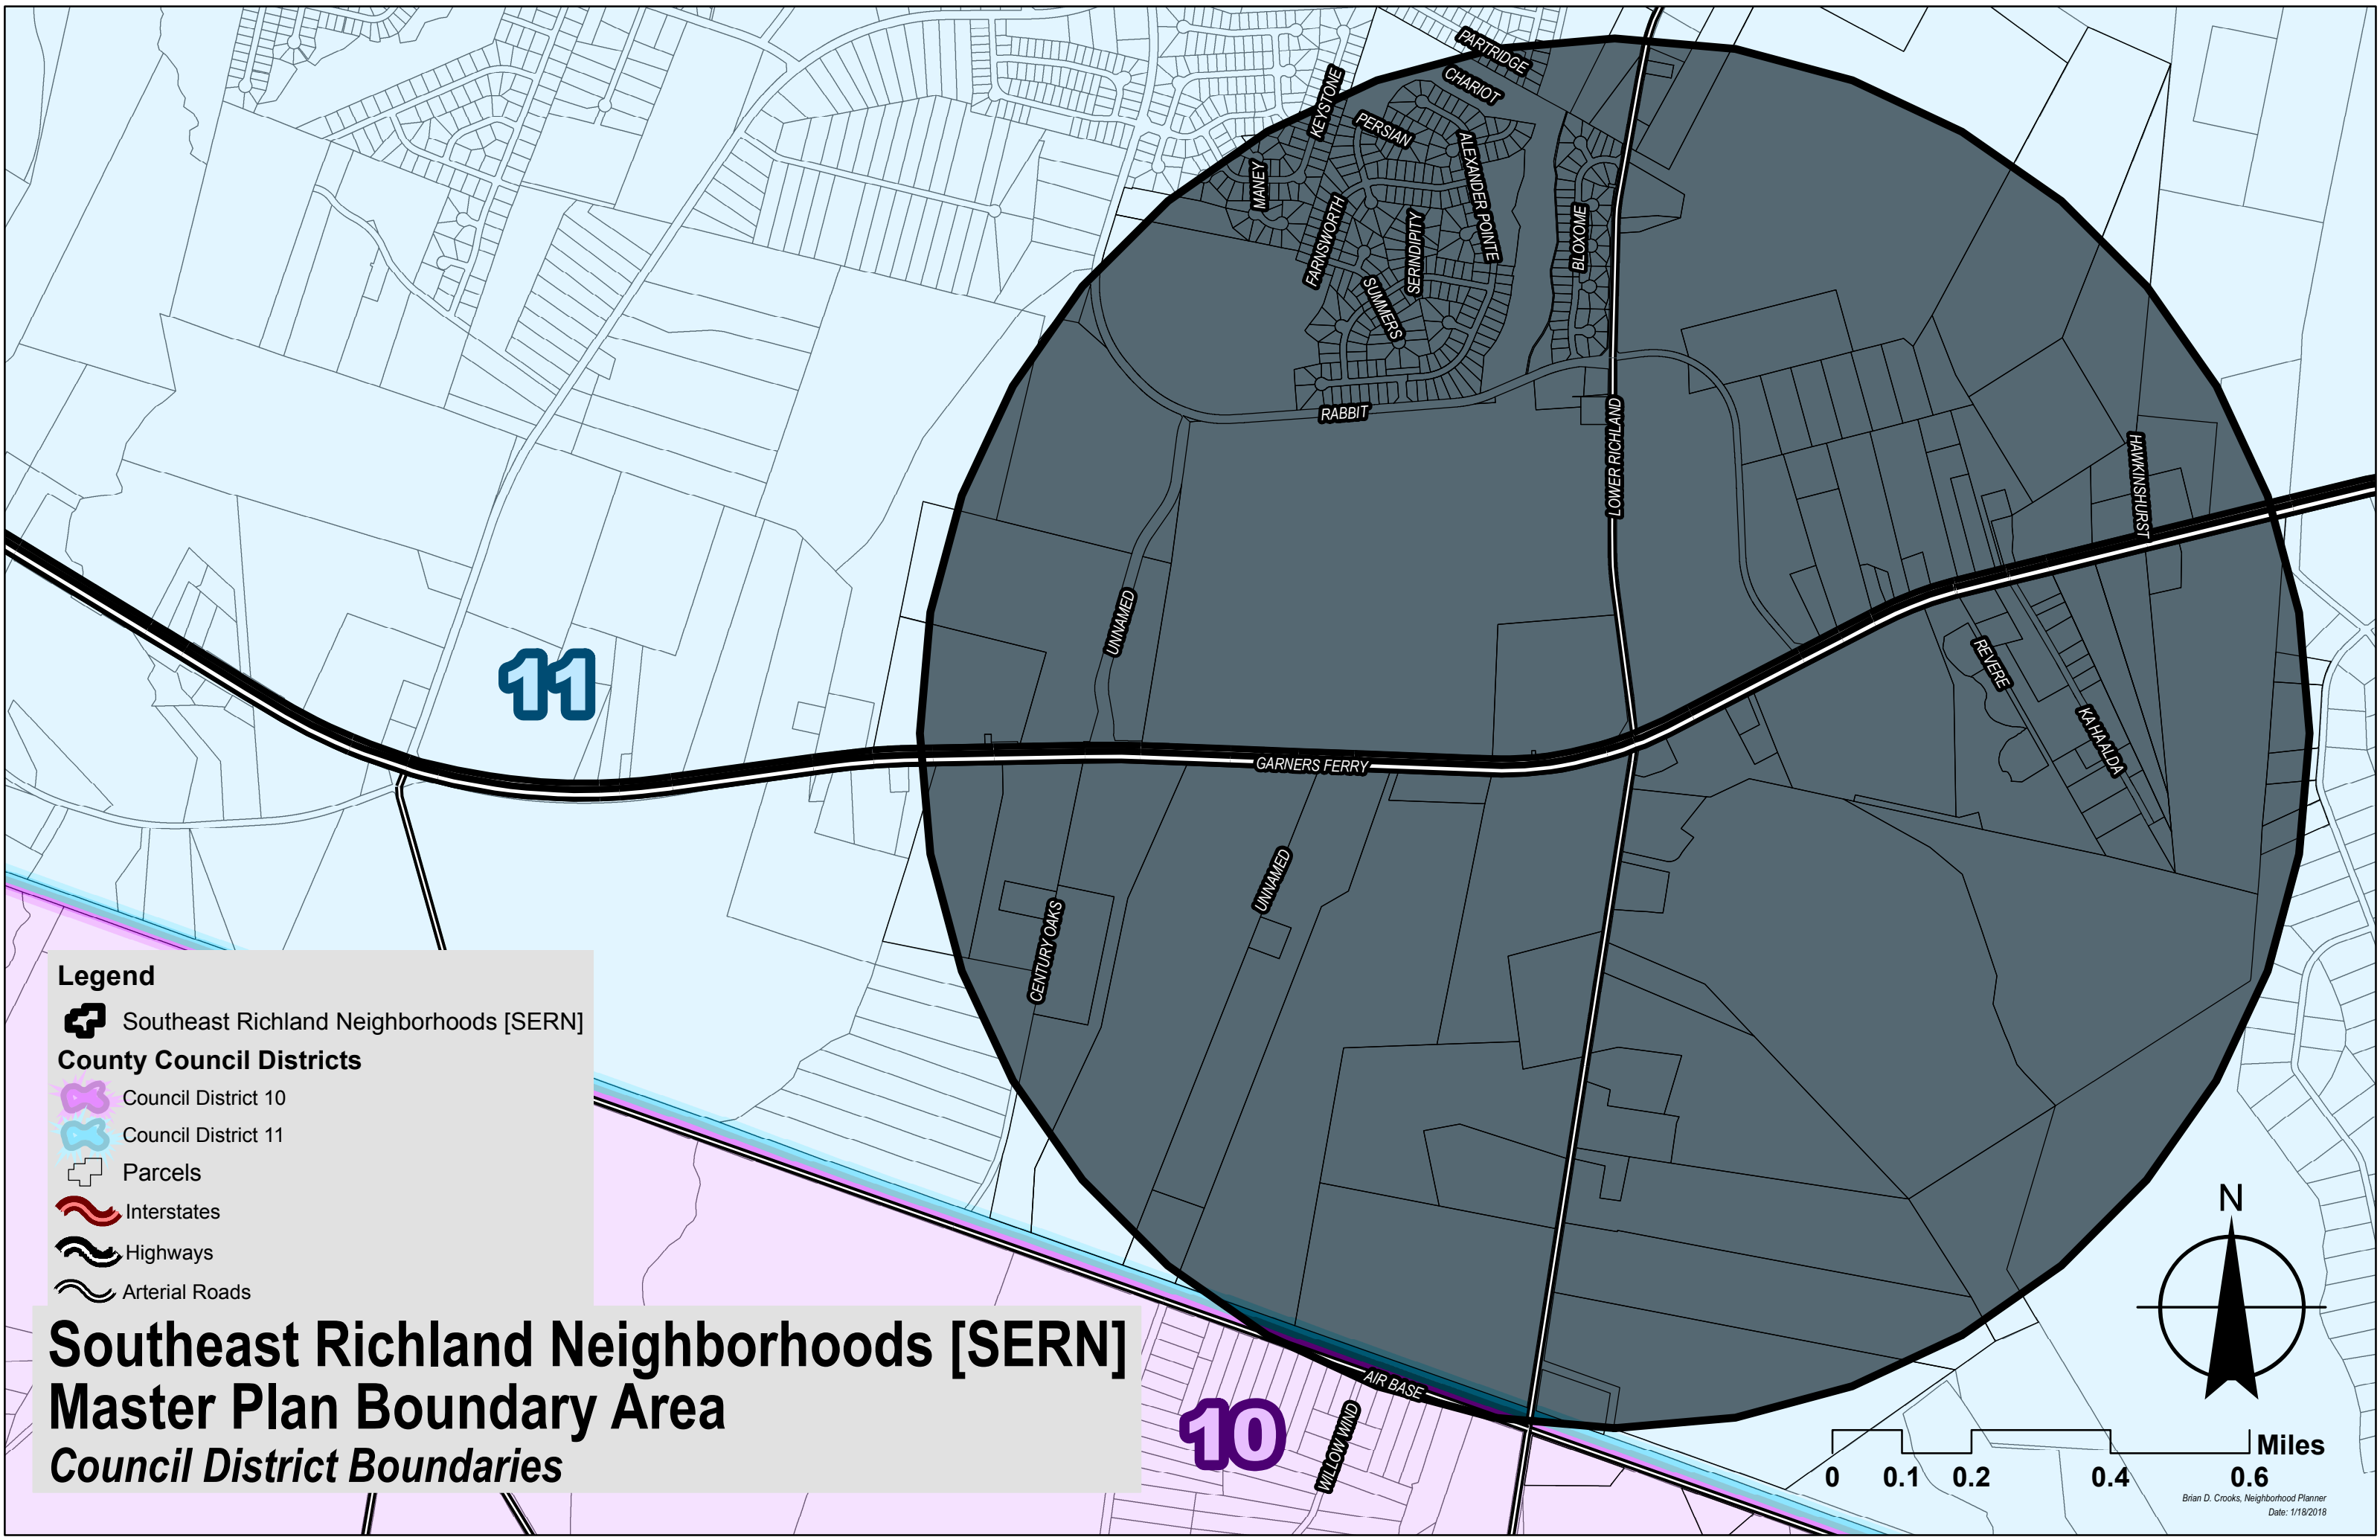 PARTRIDGE
CHARIOT
KEYSTONE
PERSIAN
MANEY
ALEXANDER POINTE
FARNSWORTH
SERINDIPITY
BLOXOME
SUMMERS
RABBIT
LOWER RICHLAND
HAWKINSHURST
UNNAMED
11
REVERE
KA HA ALDA
GARNERS FERRY
UNNAMED
CENTURY OAKS
Legend
Southeast Richland Neighborhoods [SERN]
County Council Districts
Council District 10
Council District 11
Parcels
Interstates
Highways
Arterial Roads
N
Southeast Richland Neighborhoods [SERN]
Master Plan Boundary Area
Council District Boundaries
AIR BASE
10
WILLOW WIND
Miles
0 0.1 0.2 0.4 0.6
Brian D. Crooks, Neighborhood Planner
Date: 1/18/2018